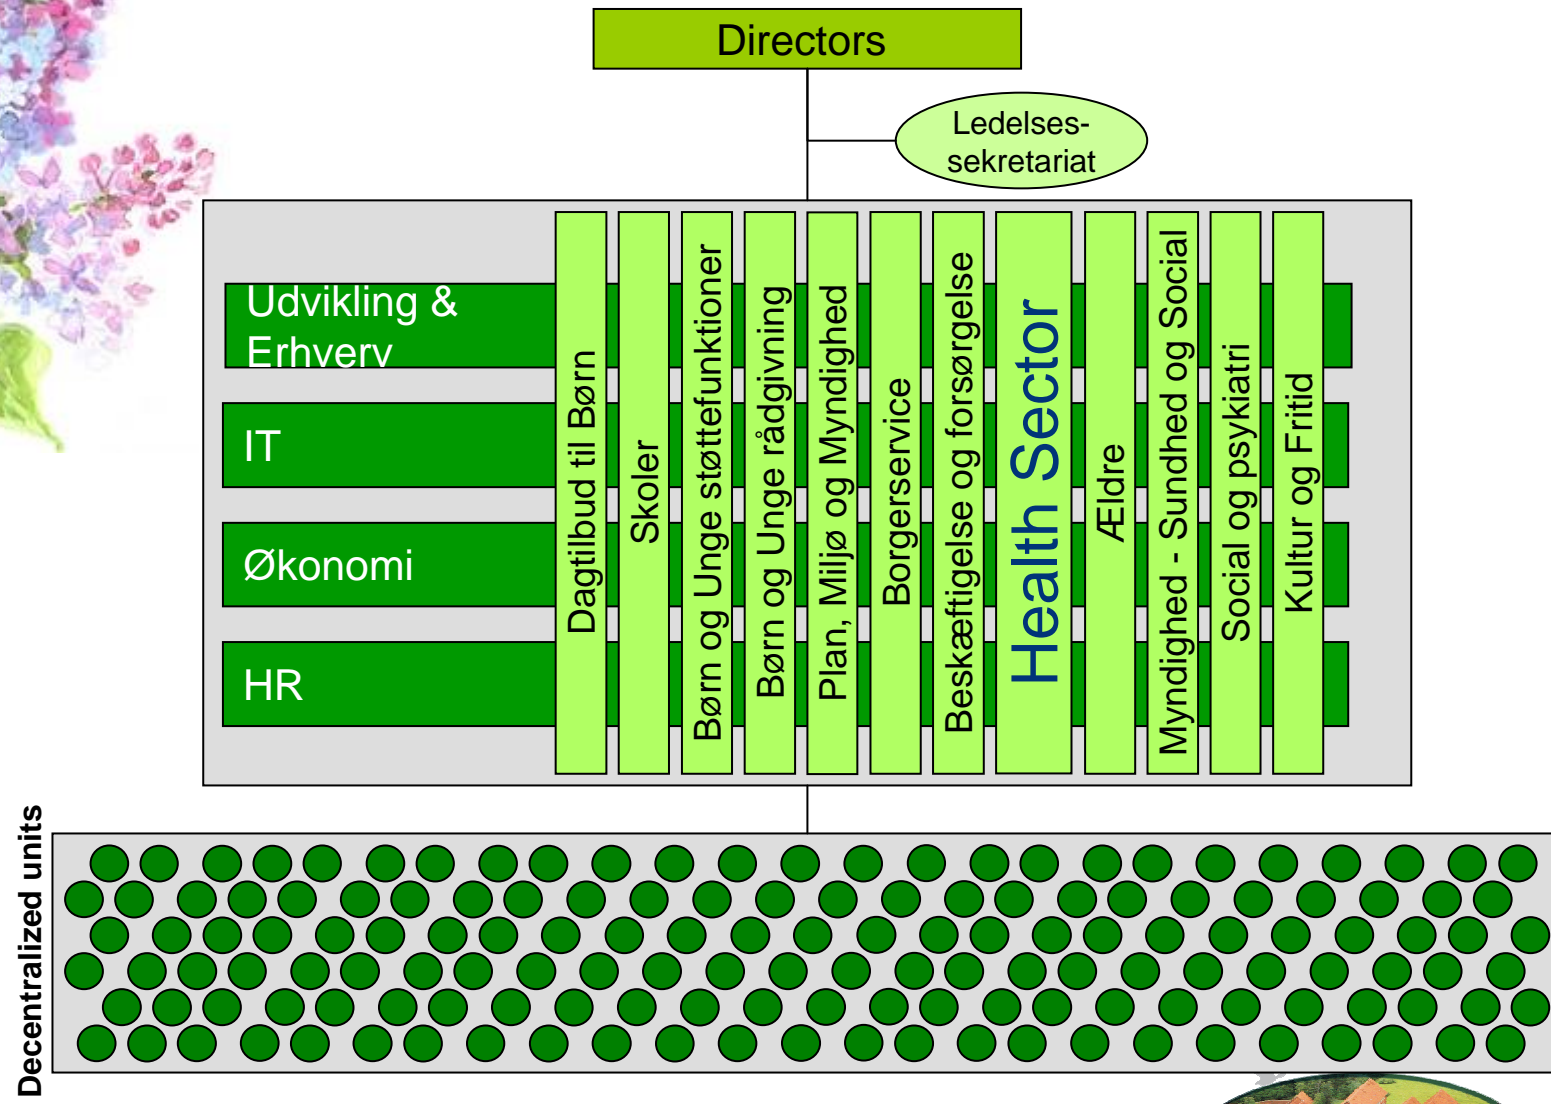 Directors
Ledelses-
sekretariat
Udvikling &
Erhverv
IT
Økonomi
HR
Dagtilbud til Børn
Skoler
Børn og Unge støttefunktioner
Børn og Unge rådgivning
Plan, Miljø og Myndighed
Borgerservice
Beskæftigelse og forsørgelse
Health Sector
Ældre
Myndighed - Sundhed og Social
Social og psykiatri
Kultur og Fritid
Decentralized units